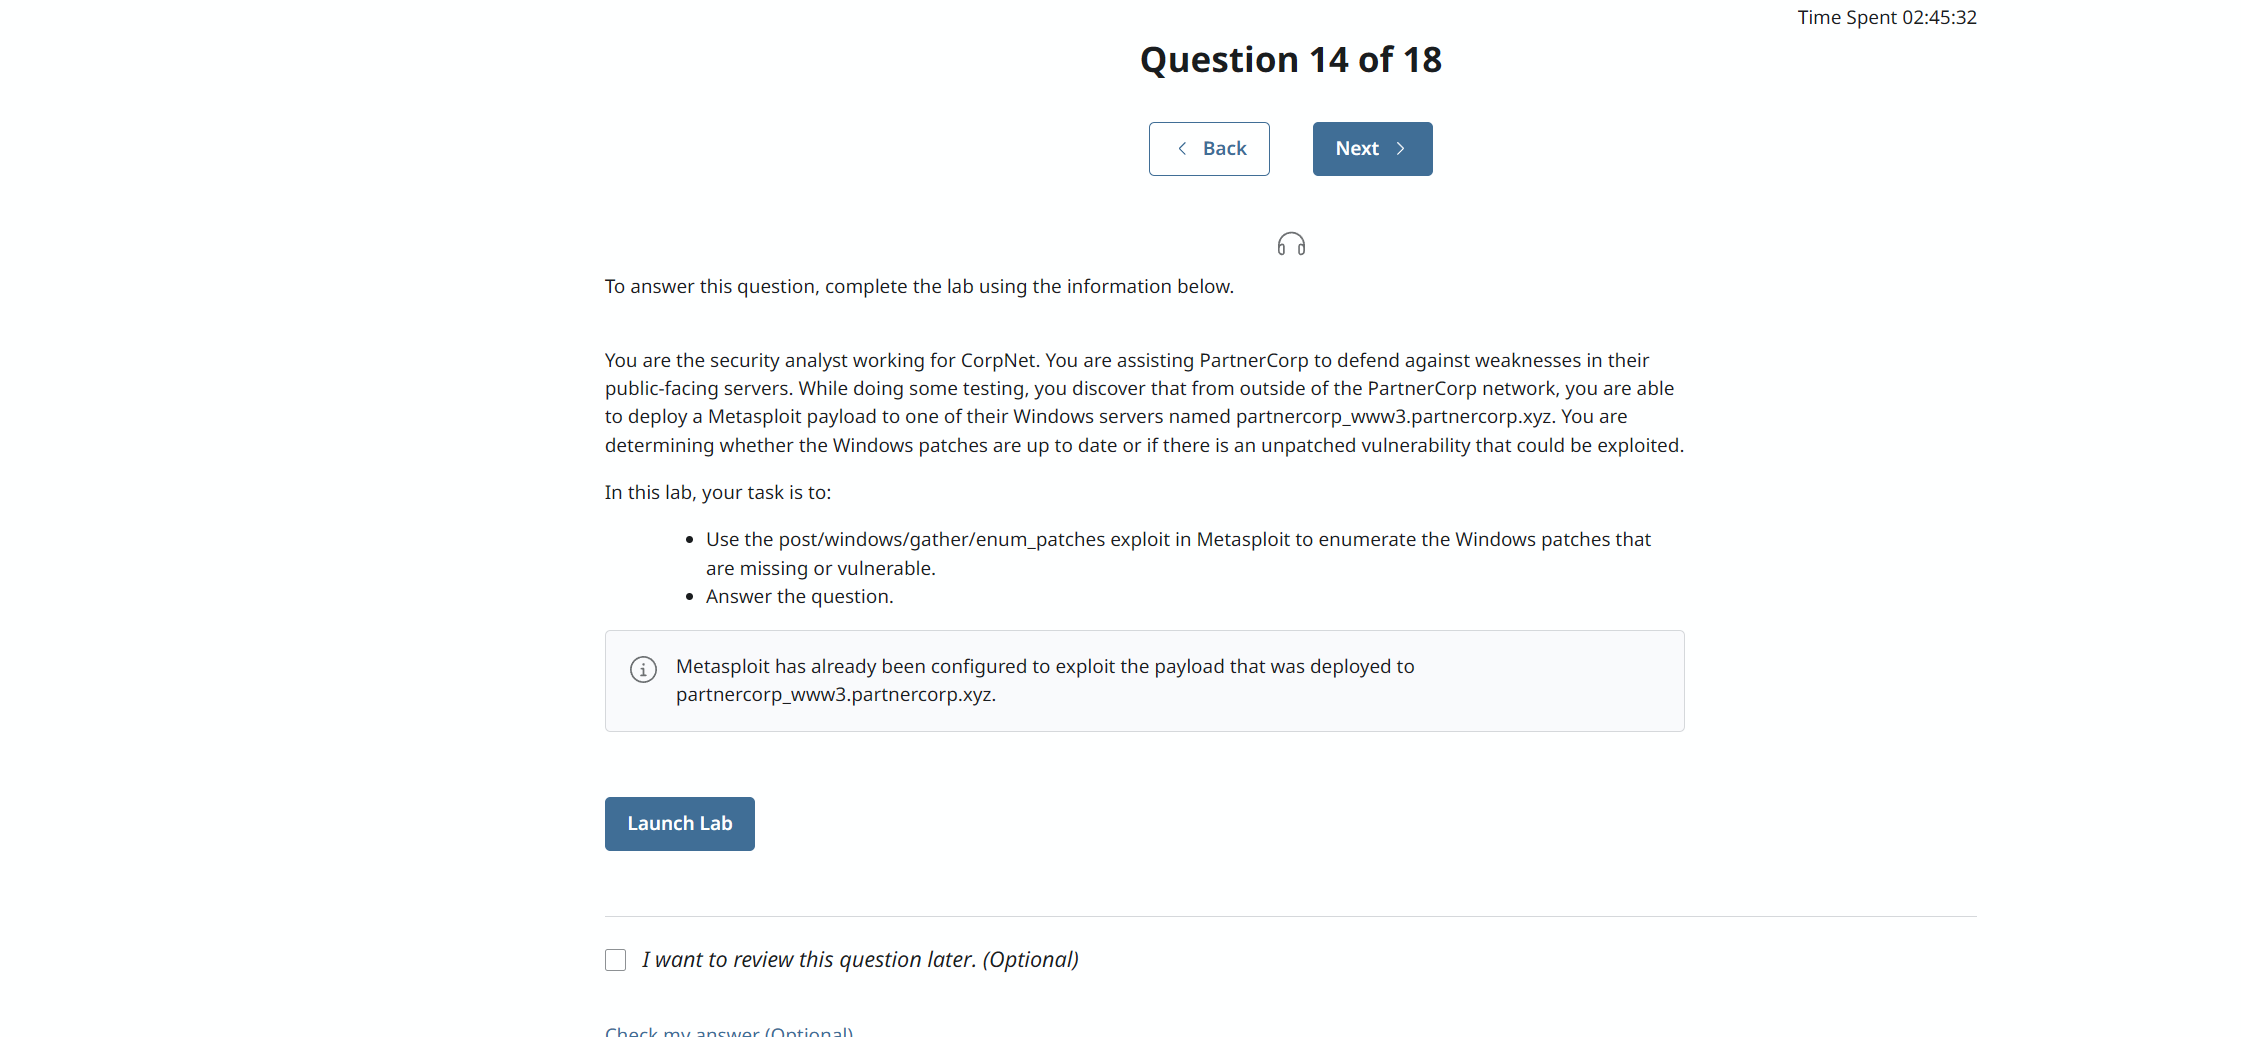 Time Spent 02:45:32
Question 14 of 18
Back
Next
To answer this question, complete the lab using the information below.
You are the security analyst working for CorpNet. You are assisting PartnerCorp to defend against weaknesses in their
public-facing servers. While doing some testing, you discover that from outside of the PartnerCorp network, you are able
to deploy a Metasploit payload to one of their Windows servers named partnercorp_www3.partnercorp.xyz. You are
determining whether the Windows patches are up to date or if there is an unpatched vulnerability that could be exploited.
In this lab, your task is to:
• Use the post/windows/gather/enum_patches exploit in Metasploit to enumerate the Windows patches that
are missing or vulnerable.
• Answer the question.
Metasploit has already been configured to exploit the payload that was deployed to
partnercorp_www3.partnercorp.xyz.
Launch Lab
I want to review this question later. (Optional)
Check my answer (Optional)